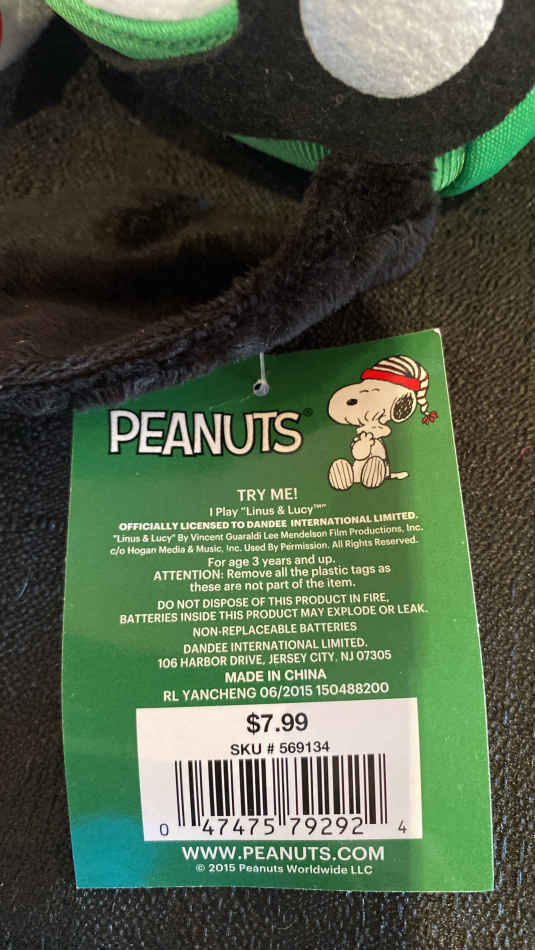 PEANUTS®
TRY ME!
I Play "Linus & Lucy™"
OFFICIALLY LICENSED TO DANDEE INTERNATIONAL LIMITED.
"Linus & Lucy" By Vincent Guaraldi Lee Mendelson Film Productions, Inc.
c/o Hogan Media & Music, Inc. Used By Permission. All Rights Reserved.
For age 3 years and up.
ATTENTION: Remove all the plastic tags as
these are not part of the item.
DO NOT DISPOSE OF THIS PRODUCT IN FIRE,
BATTERIES INSIDE THIS PRODUCT MAY EXPLODE OR LEAK.
NON-REPLACEABLE BATTERIES
DANDEE INTERNATIONAL LIMITED.
106 HARBOR DRIVE, JERSEY CITY, NJ 07305
MADE IN CHINA
RL YANCHENG 06/2015 150488200
$7.99
SKU # 569134
0 47475 79292 4
WWW.PEANUTS.COM
© 2015 Peanuts Worldwide LLC